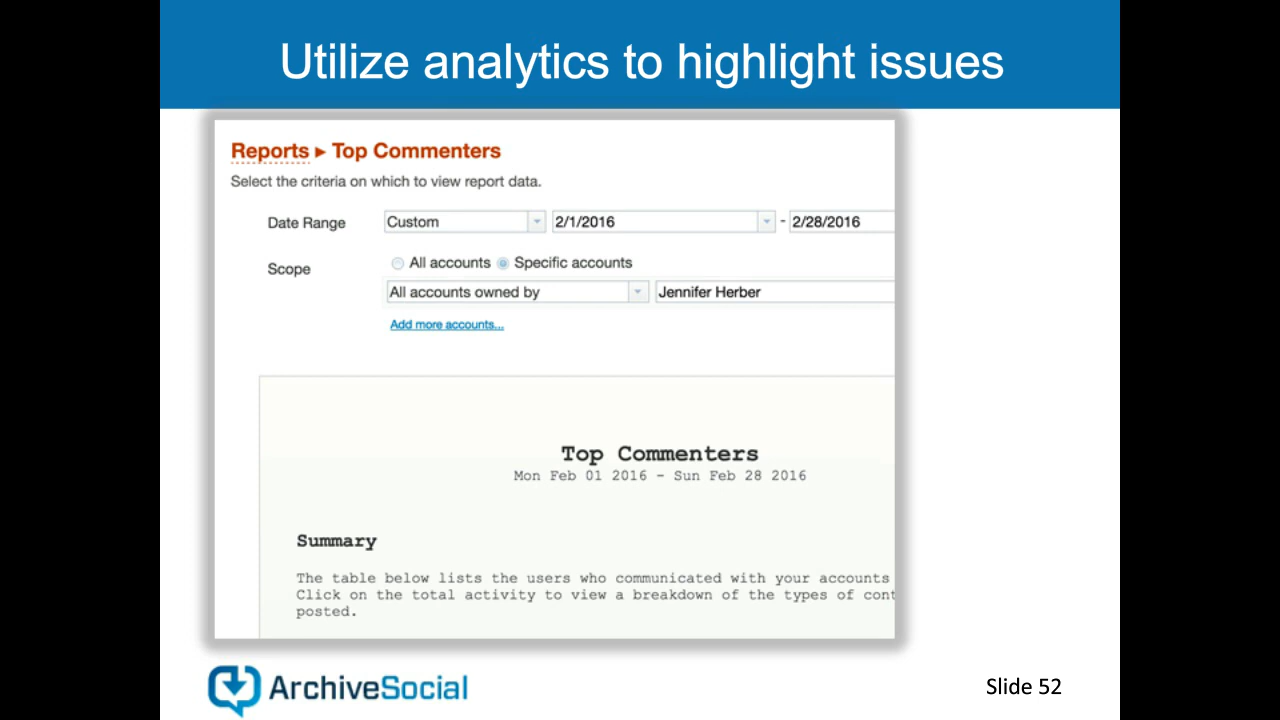 Utilize analytics to highlight issues
Reports ▸ Top Commenters
Select the criteria on which to view report data.
Date Range Custom 2/1/2016 - 2/28/2016
Scope All accounts Specific accounts
All accounts owned by Jennifer Herber
Add more accounts...
Top Commenters
Mon Feb 01 2016 - Sun Feb 28 2016
Summary
The table below lists the users who communicated with your accounts
Click on the total activity to view a breakdown of the types of cont
posted.
ArchiveSocial
Slide 52